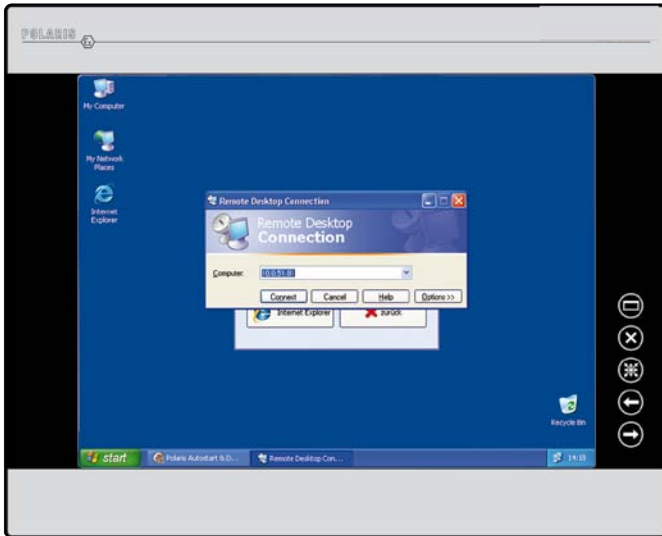 POLARIS
Ex
My Computer
My Network
Places
Internet
Explorer
Remote Desktop Connection
Remote Desktop
Connection
Computer:
Connect
Cancel
Help
Options >>
Internet Explorer
zurück
Recycle Bin
start
Polaris Autostart
Remote Desktop Con...